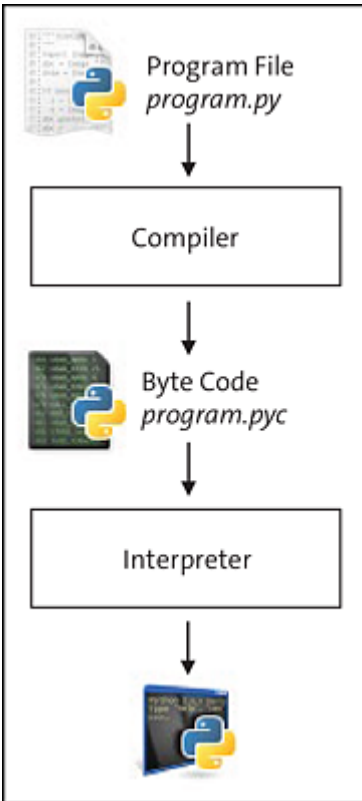 Program File
program.py
Compiler
Byte Code
program.pyc
Interpreter